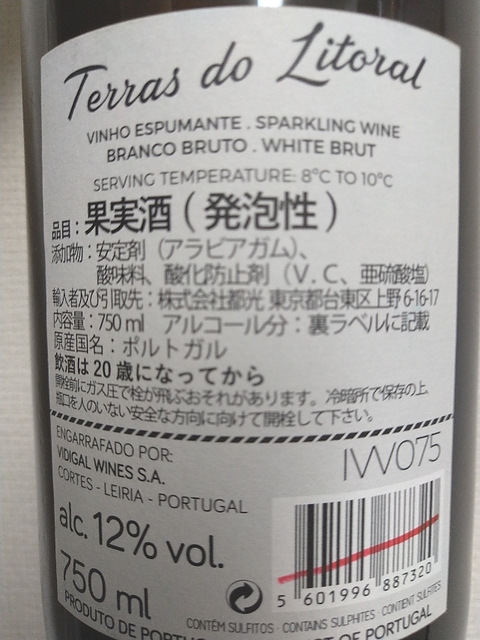 Terras do Litoral
VINHO ESPUMANTE . SPARKLING WINE
BRANCO BRUTO . WHITE BRUT
SERVING TEMPERATURE: 8ºC TO 10ºC
品目：果実酒（発泡性）
添加物：安定剤（アラビアガム）、
酸味料、酸化防止剤（V.C、亜硫酸塩）
輸入者及び引取先：株式会社都光 東京都台東区上野6-16-17
内容量：750ml アルコール分：裏ラベルに記載
原産国名：ポルトガル
飲酒は20歳になってから
開栓前にガス圧で栓が飛ぶおそれがあります。冷暗所で保存の上、
瓶口を人のいない安全な方向に向けて開栓して下さい。
ENGARRAFADO POR:
VIDIGAL WINES S.A.
CORTES - LEIRIA - PORTUGAL
IVV075
alc. 12% vol.
750 ml
5 601996 887320
CONTÉM SULFITOS - CONTAINS SULPHITES - CONTIENT SULFITES
PRODUTO DE PORTUGAL
OF PORTUGAL